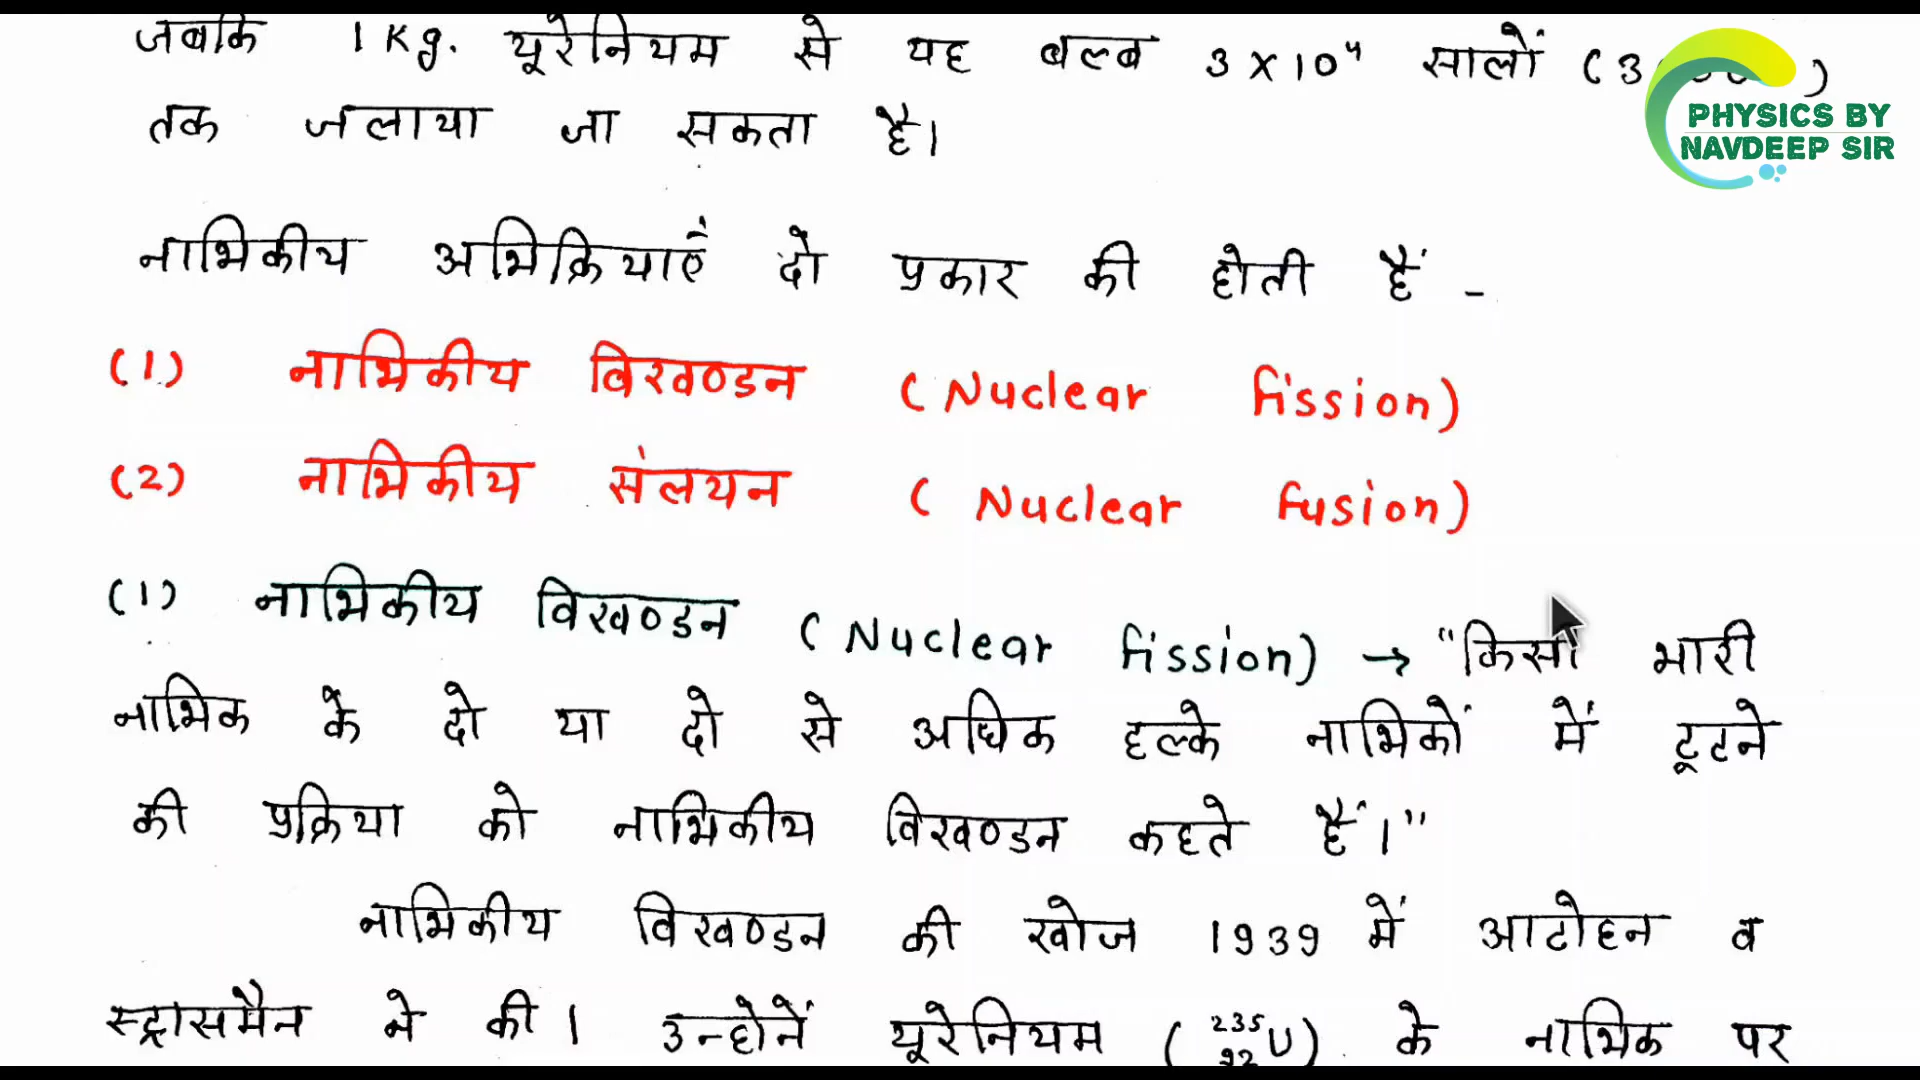 जबकि 1 Kg. यूरेनियम से यह बल्ब 3 X 10⁴ सालों (
तक जलाया जा सकता है।
PHYSICS BY
NAVDEEP SIR
नाभिकीय अभिक्रियाएँ दो प्रकार की होती हैं -
(1) नाभिकीय विखण्डन (Nuclear fission)
(2) नाभिकीय संलयन (Nuclear fusion)
(1) नाभिकीय विखण्डन (Nuclear fission) → "किसी भारी
नाभिक के दो या दो से अधिक हल्के नाभिकों में टूटने
की प्रक्रिया को नाभिकीय विखण्डन कहते हैं।"
नाभिकीय विखण्डन की खोज 1939 में आटोहन व
स्ट्रासमैन ने की। उन्होनें यूरेनियम (²³⁵₉₂U) के नाभिक पर